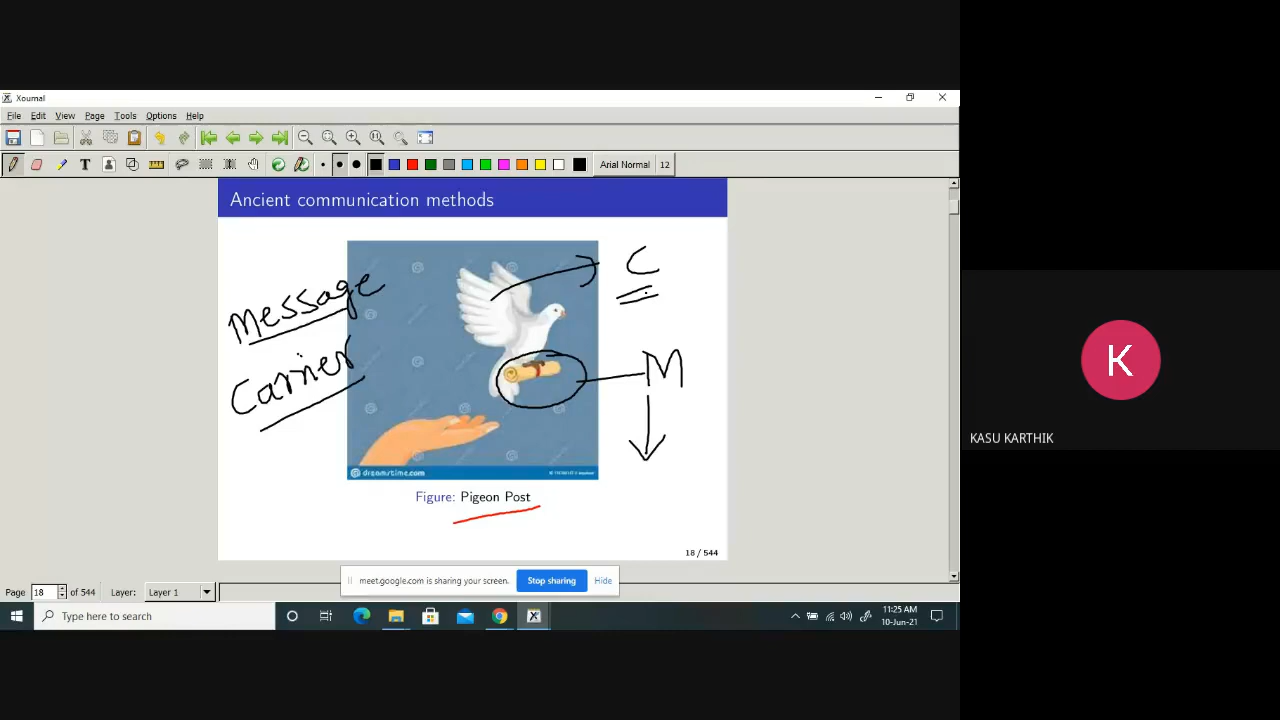 Xournal
File Edit View Page Tools Options Help
T Arial Normal 12
Ancient communication methods
message
Carrier
C
M
dreamstime.com
Figure: Pigeon Post
18 / 544
meet.google.com is sharing your screen. Stop sharing Hide
Page 18 of 544 Layer: Layer 1
Type here to search
11:25 AM
10-Jun-21
K
KASU KARTHIK